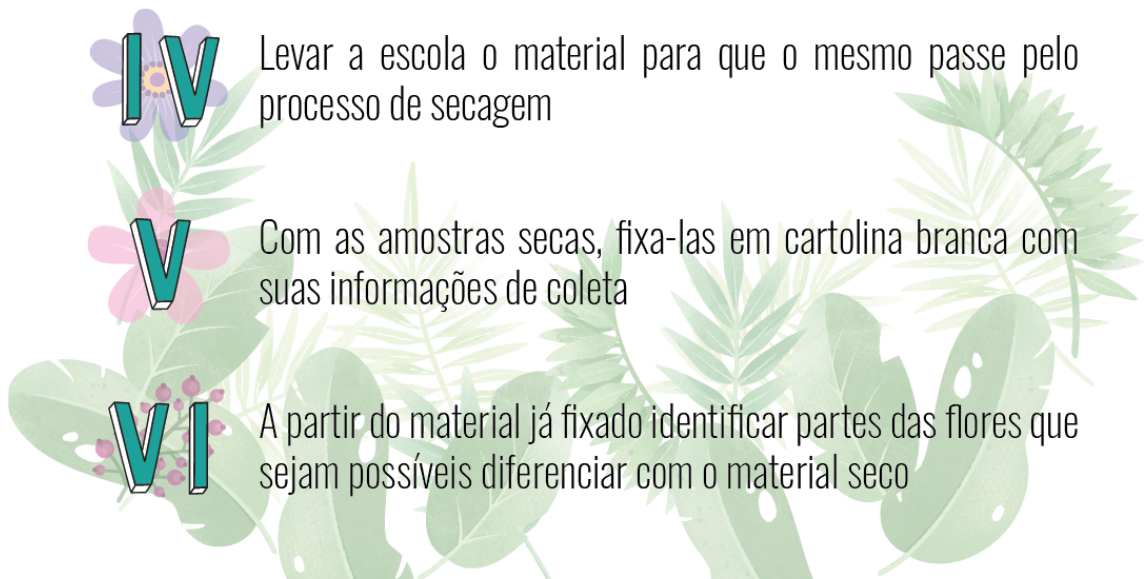 IV
Levar a escola o material para que o mesmo passe pelo
processo de secagem
V
Com as amostras secas, fixa-las em cartolina branca com
suas informações de coleta
VI
A partir do material já fixado identificar partes das flores que
sejam possíveis diferenciar com o material seco